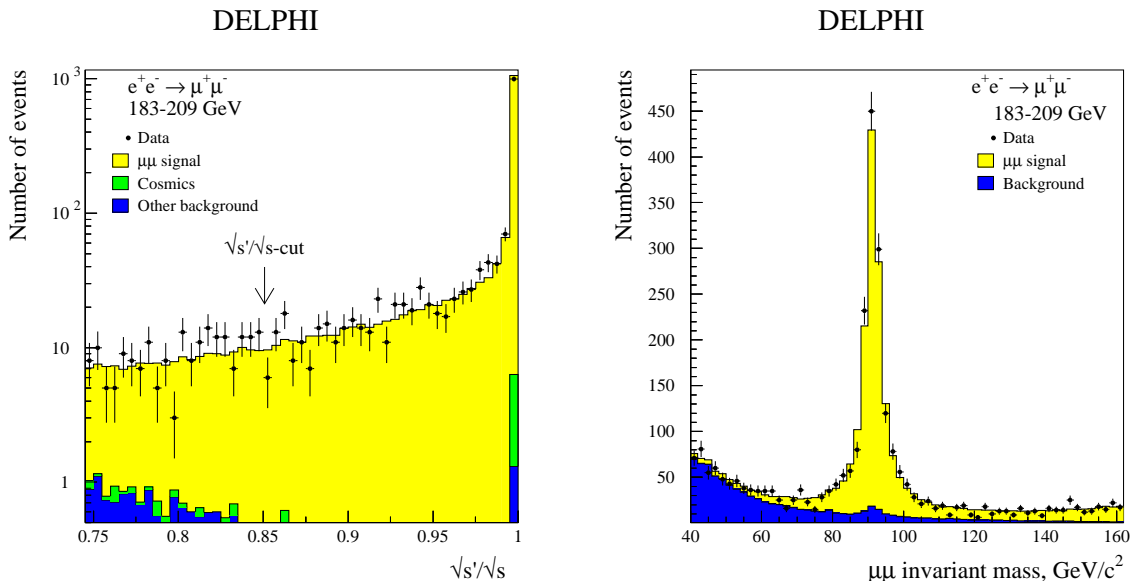 DELPHI
Number of events
10³
10²
10
1
e⁺e⁻ → μ⁺μ⁻
183-209 GeV
Data
μμ signal
Cosmics
Other background
√s'/√s-cut
0.75 0.8 0.85 0.9 0.95 1
√s'/√s
DELPHI
Number of events
450
400
350
300
250
200
150
100
50
e⁺e⁻ → μ⁺μ⁻
183-209 GeV
Data
μμ signal
Background
40 60 80 100 120 140 160
μμ invariant mass, GeV/c²